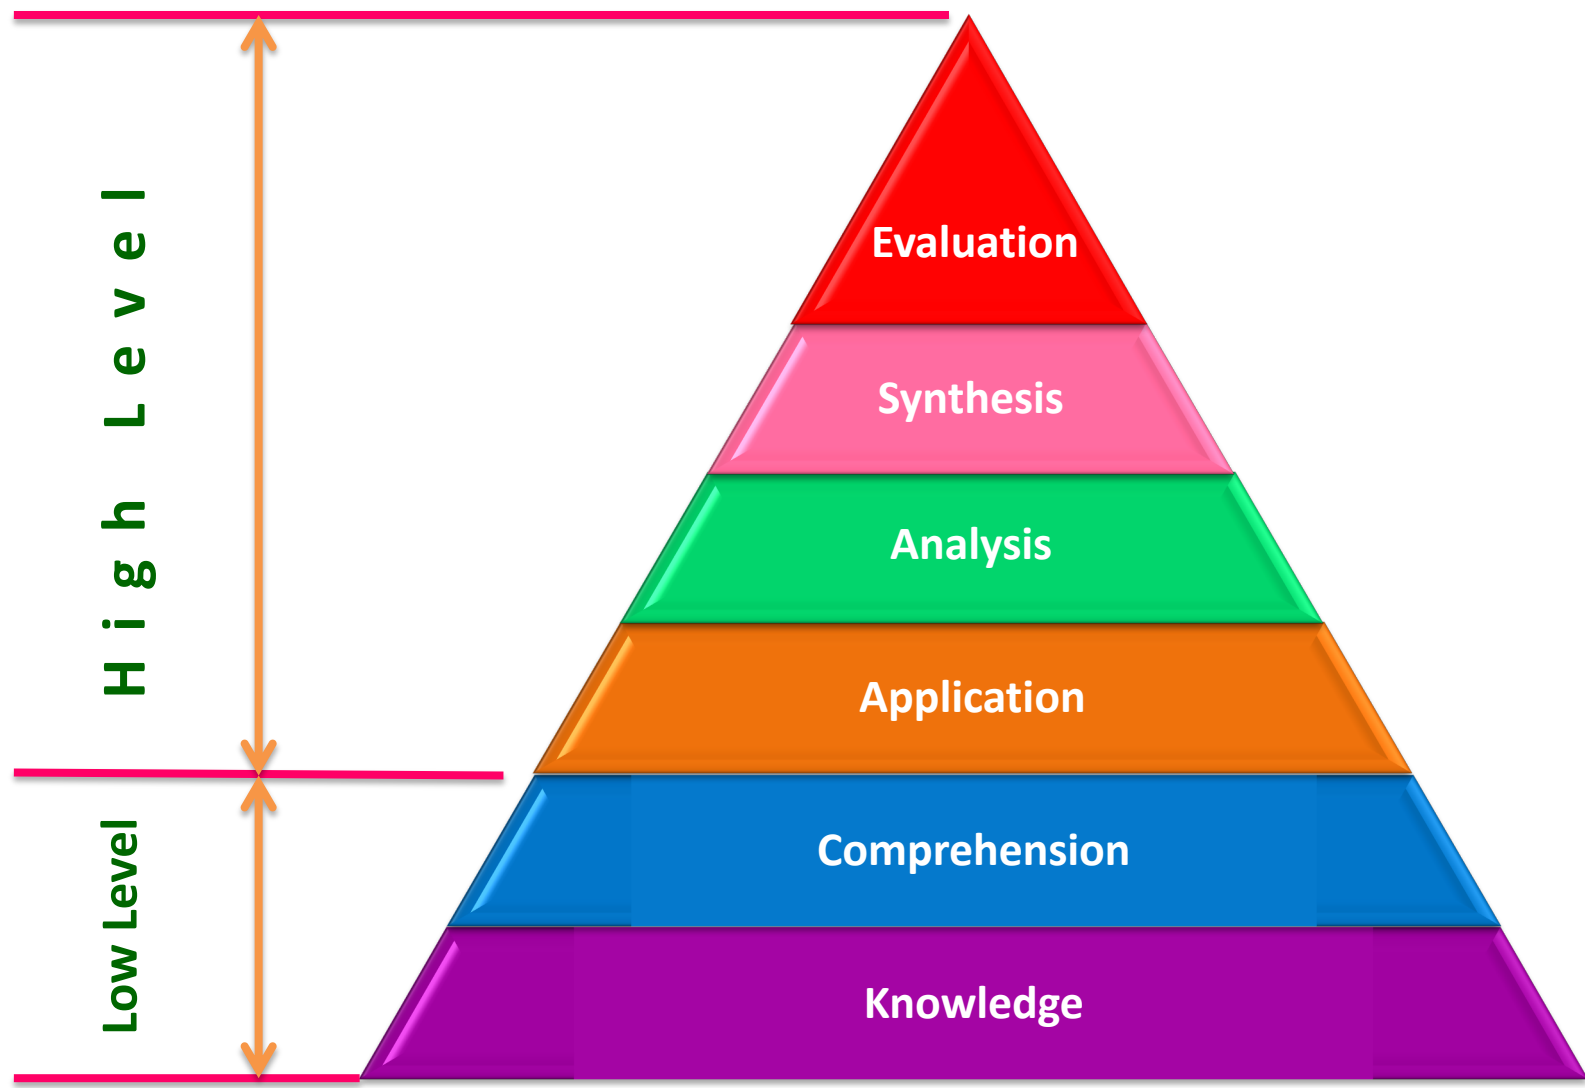 High Level
Evaluation
Synthesis
Analysis
Application
Low Level
Comprehension
Knowledge